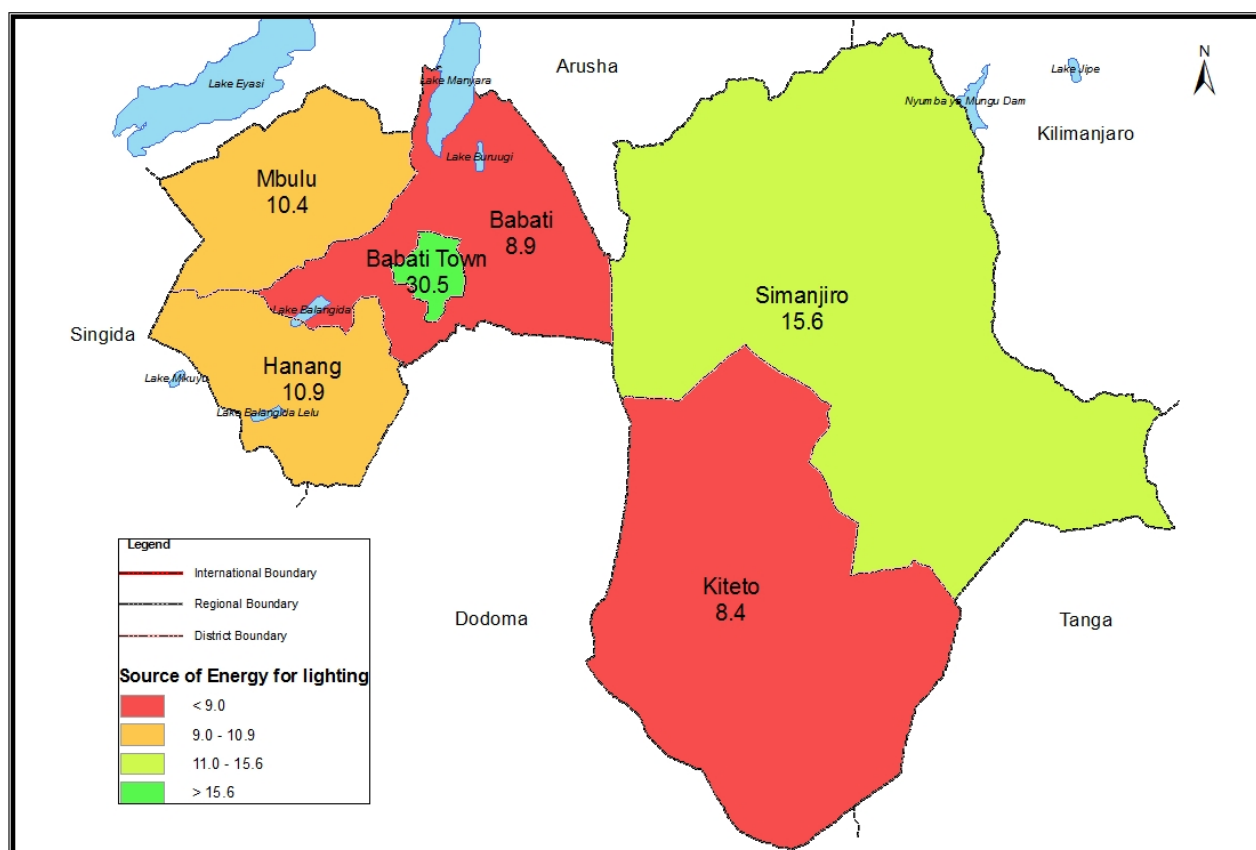 Lake Eyasi
Lake Manyara
Arusha
N
Lake Jipe
Nyumba ya Mungu Dam
Kilimanjaro
Lake Buruugi
Mbulu
10.4
Babati
8.9
Babati Town
30.5
Simanjiro
15.6
Lake Balangida
Singida
Hanang
10.9
Lake Mikuyu
Lake Balangida Lelu
Kiteto
8.4
Dodoma
Tanga
Legend
International Boundary
Regional Boundary
District Boundary
Source of Energy for lighting
< 9.0
9.0 - 10.9
11.0 - 15.6
> 15.6